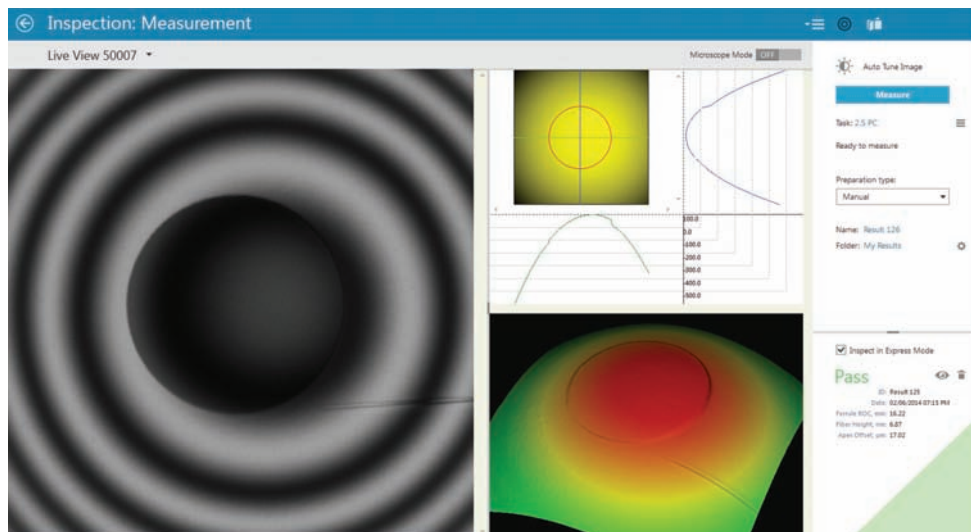 Inspection: Measurement
Live View 50007
Microscope Mode OFF
Auto Tune Image
Measure
Task: 2.5 PC
Ready to measure
Preparation type:
Manual
Name: Result 126
Folder: My Results
100.0
0.0
-100.0
-200.0
-300.0
-400.0
-500.0
Inspect in Express Mode
Pass
ID: Result 125
Date: 02/06/2014 07:15 PM
Ferrule ROC, mm: 16.22
Fiber Height, nm: 6.07
Apex Offset, μm: 17.02